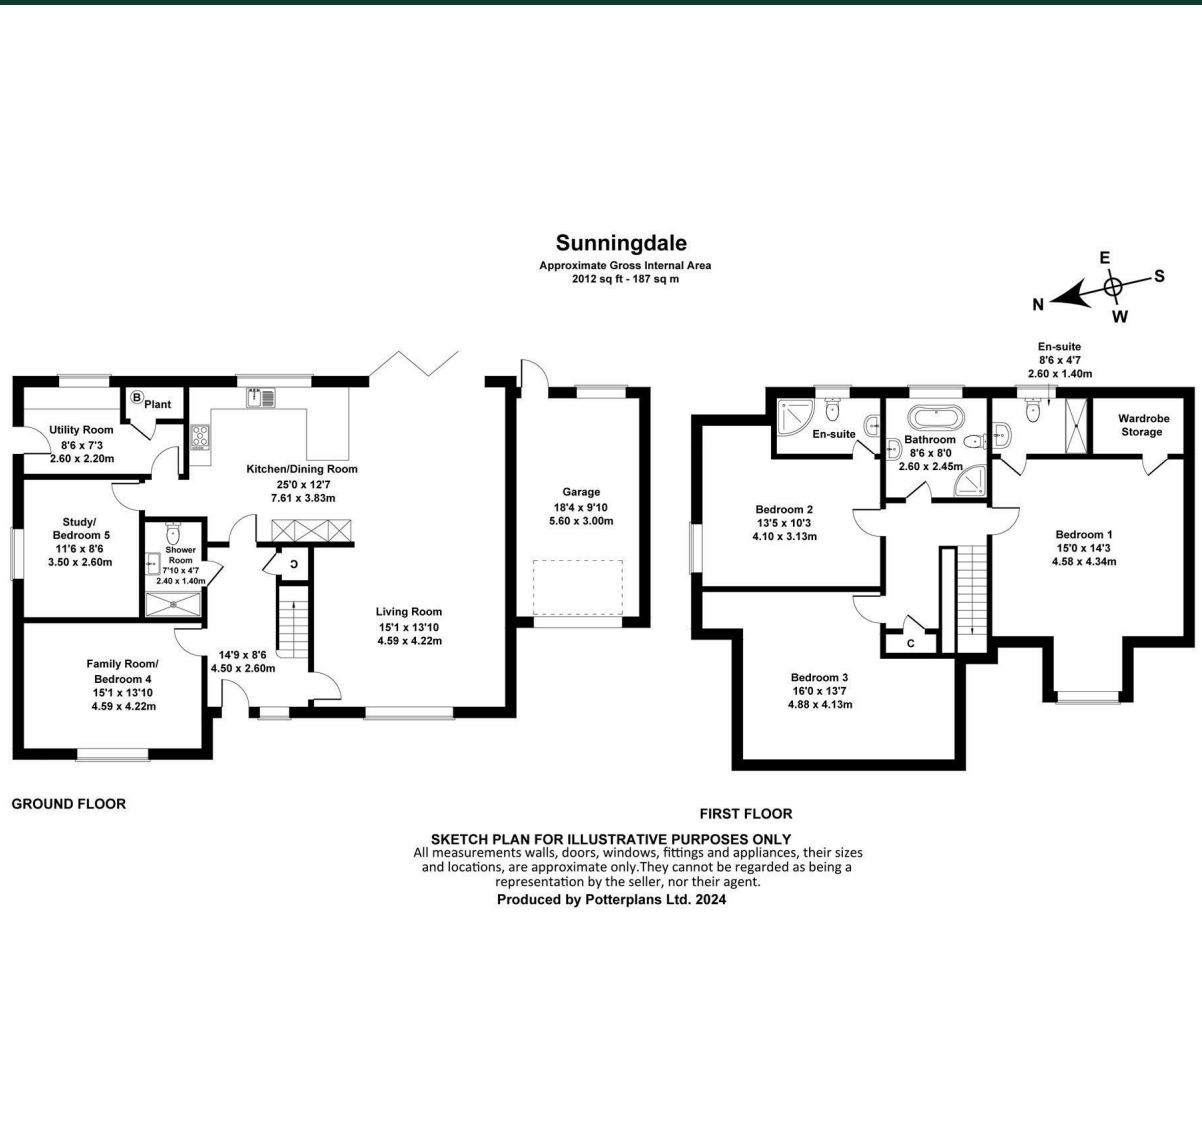 Sunningdale
Approximate Gross Internal Area
2012 sq ft - 187 sq m
E
S
N
W
Utility Room
8'6 x 7'3
2.60 x 2.20m
B
Plant
Kitchen/Dining Room
25'0 x 12'7
7.61 x 3.83m
Study/
Bedroom 5
11'6 x 8'6
3.50 x 2.60m
Shower
Room
7'10 x 4'7
2.40 x 1.40m
C
Living Room
15'1 x 13'10
4.59 x 4.22m
14'9 x 8'6
4.50 x 2.60m
Family Room/
Bedroom 4
15'1 x 13'10
4.59 x 4.22m
Garage
18'4 x 9'10
5.60 x 3.00m
GROUND FLOOR
En-suite
8'6 x 4'7
2.60 x 1.40m
En-suite
Bathroom
8'6 x 8'0
2.60 x 2.45m
Wardrobe
Storage
Bedroom 2
13'5 x 10'3
4.10 x 3.13m
Bedroom 1
15'0 x 14'3
4.58 x 4.34m
C
Bedroom 3
16'0 x 13'7
4.88 x 4.13m
FIRST FLOOR
SKETCH PLAN FOR ILLUSTRATIVE PURPOSES ONLY
All measurements walls, doors, windows, fittings and appliances, their sizes
and locations, are approximate only.They cannot be regarded as being a
representation by the seller, nor their agent.
Produced by Potterplans Ltd. 2024